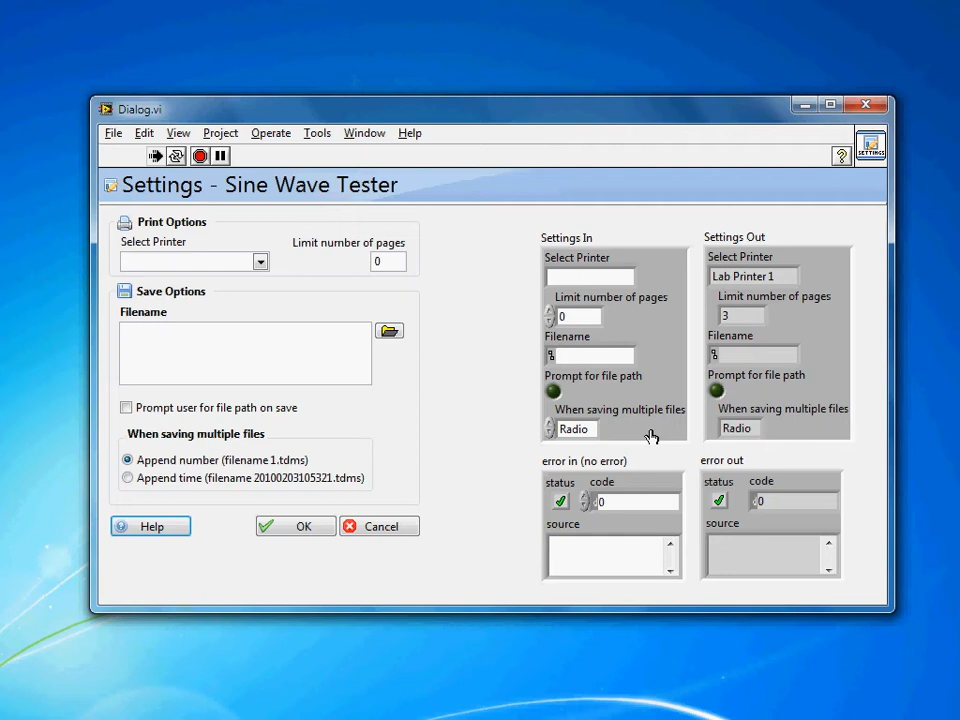 Dialog.vi
File Edit View Project Operate Tools Window Help
?
SETTINGS
Settings - Sine Wave Tester
Print Options
Select Printer
Limit number of pages
0
Save Options
Filename
Prompt user for file path on save
When saving multiple files
Append number (filename 1.tdms)
Append time (filename 20100203105321.tdms)
Help
OK
Cancel
Settings In
Select Printer
Limit number of pages
0
Filename
Prompt for file path
When saving multiple files
Radio
Settings Out
Select Printer
Lab Printer 1
Limit number of pages
3
Filename
Prompt for file path
When saving multiple files
Radio
error in (no error)
status code
0
source
error out
status code
0
source